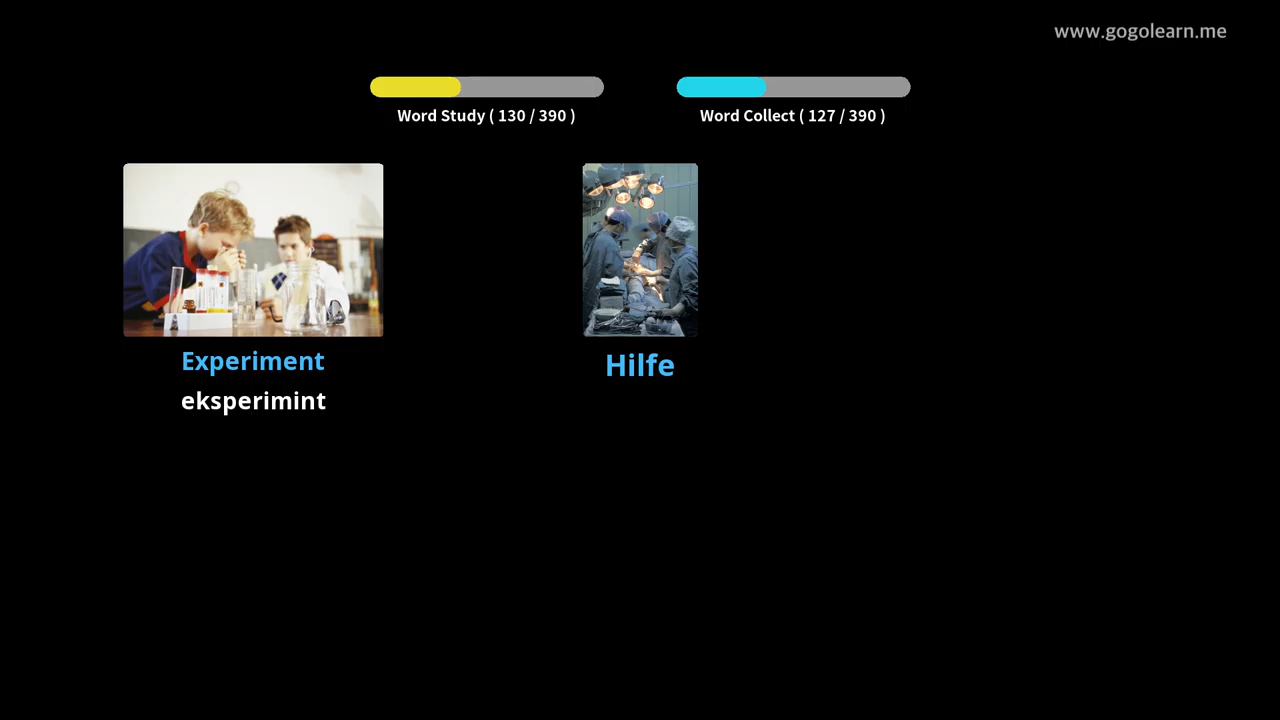 www.gogolearn.me
Word Study ( 130 / 390 )
Word Collect ( 127 / 390 )
Experiment
eksperimint
Hilfe